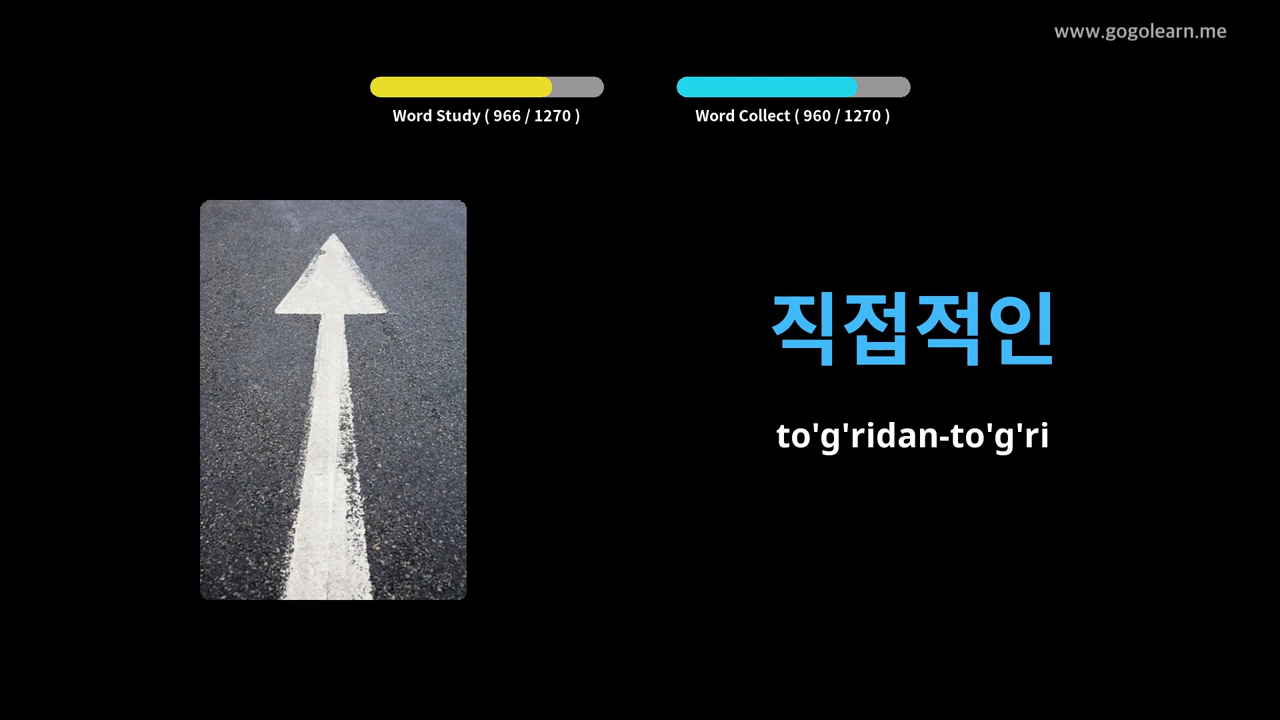 www.gogolearn.me
Word Study ( 966 / 1270 )
Word Collect ( 960 / 1270 )
직접적인
to'g'ridan-to'g'ri